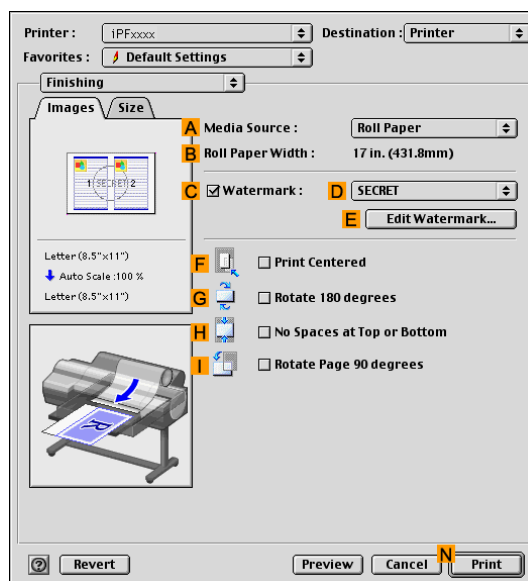 Printer : iPFxxxx Destination : Printer
Favorites : Default Settings
Finishing
Images Size
A Media Source : Roll Paper
B Roll Paper Width : 17 in. (431.8mm)
1 SECRET 2
C Watermark : D SECRET
E Edit Watermark...
Letter (8.5"x11")
Auto Scale :100 %
Letter (8.5"x11")
F Print Centered
G Rotate 180 degrees
H No Spaces at Top or Bottom
I Rotate Page 90 degrees
R
N
? Revert Preview Cancel Print